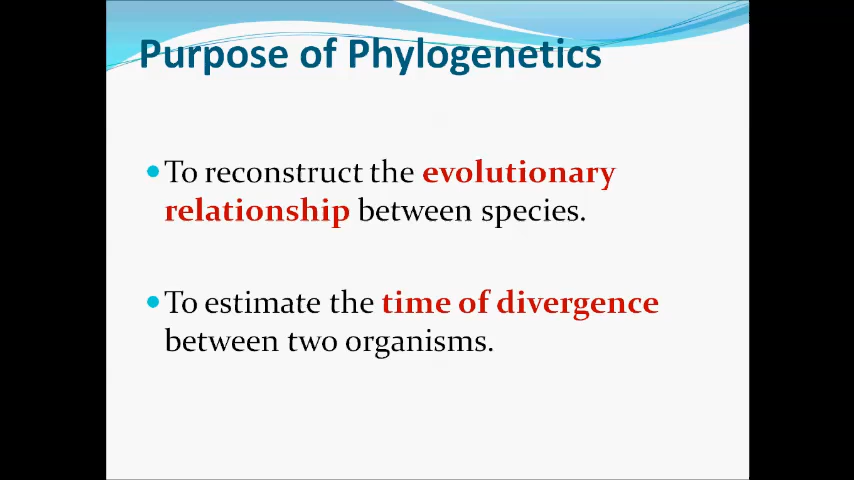 Purpose of Phylogenetics
•To reconstruct the evolutionary
relationship between species.
•To estimate the time of divergence
between two organisms.